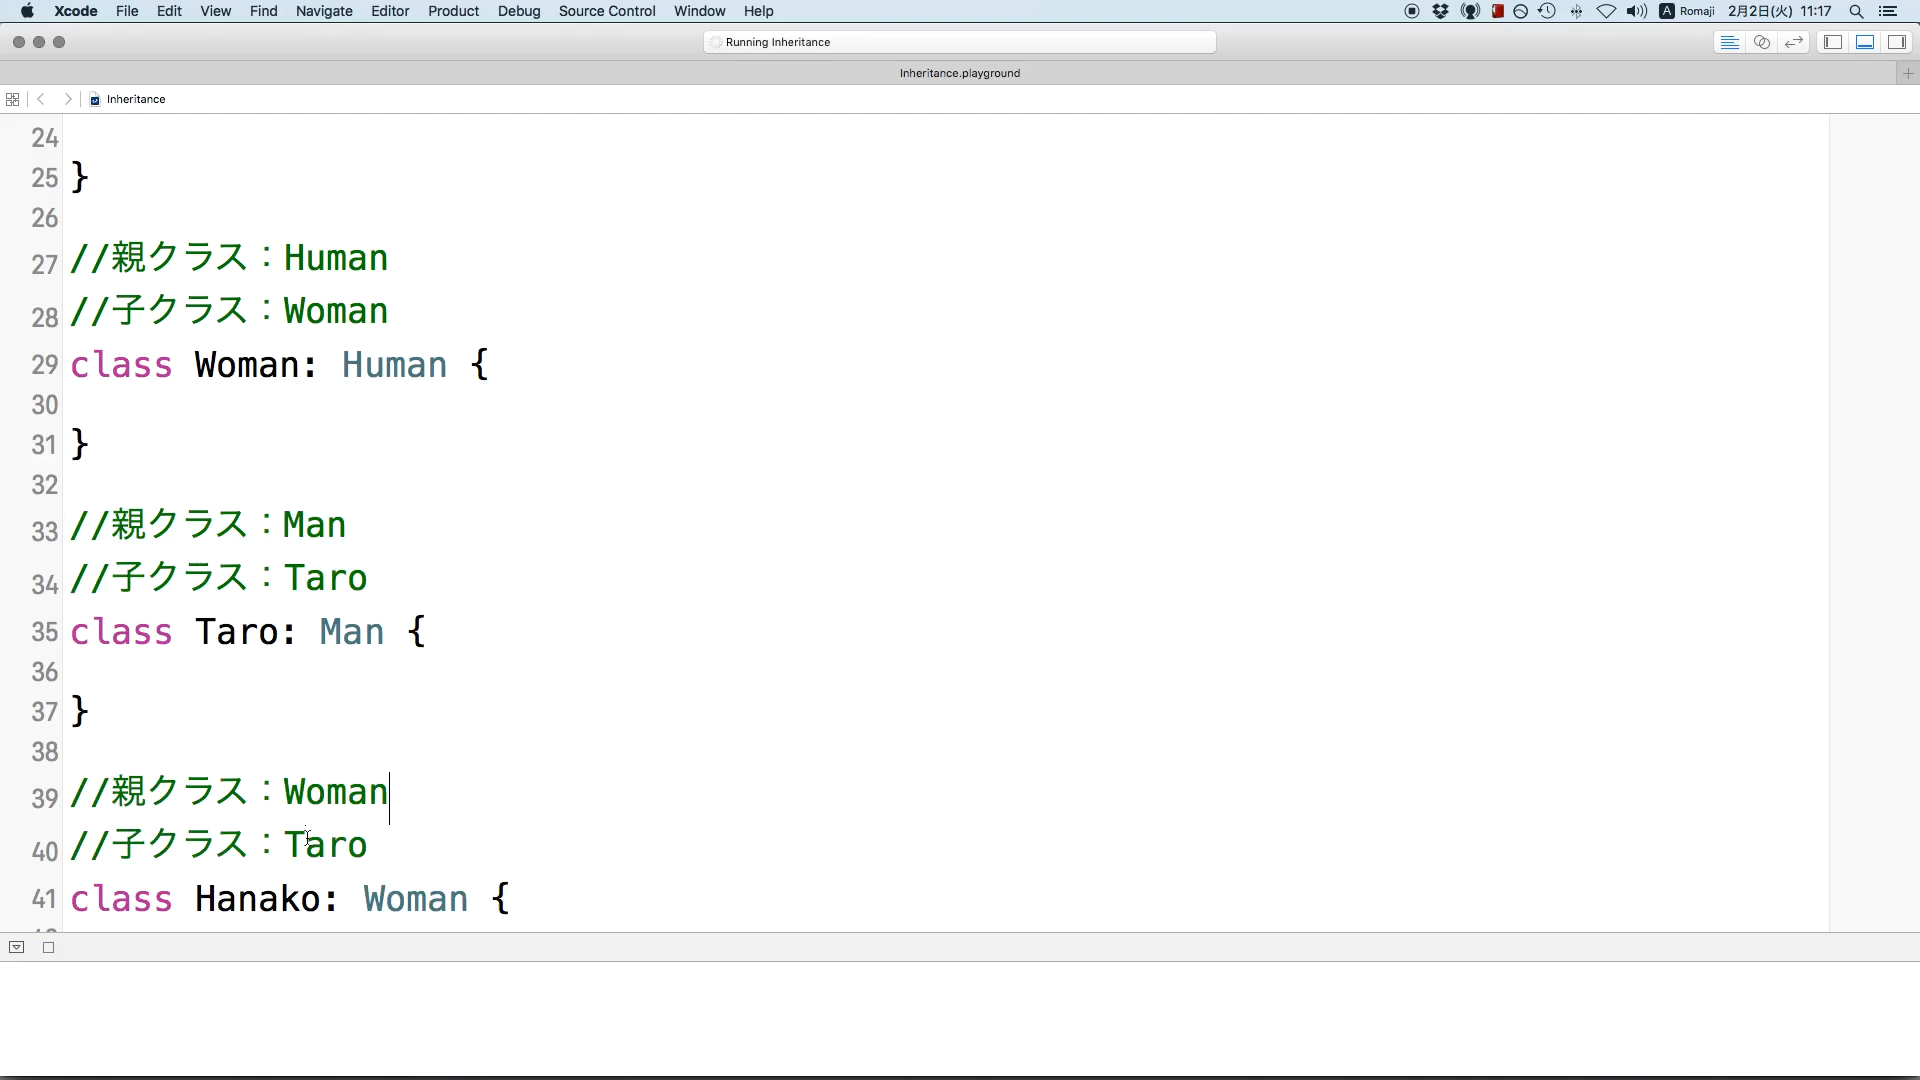 Xcode File Edit View Find Navigate Editor Product Debug Source Control Window Help A Romaji 2月2日(火) 11:17
Running Inheritance
Inheritance.playground
Inheritance
24
25 }
26
27 //親クラス：Human
28 //子クラス：Woman
29 class Woman: Human {
30
31 }
32
33 //親クラス：Man
34 //子クラス：Taro
35 class Taro: Man {
36
37 }
38
39 //親クラス：Woman
40 //子クラス：Taro
41 class Hanako: Woman {